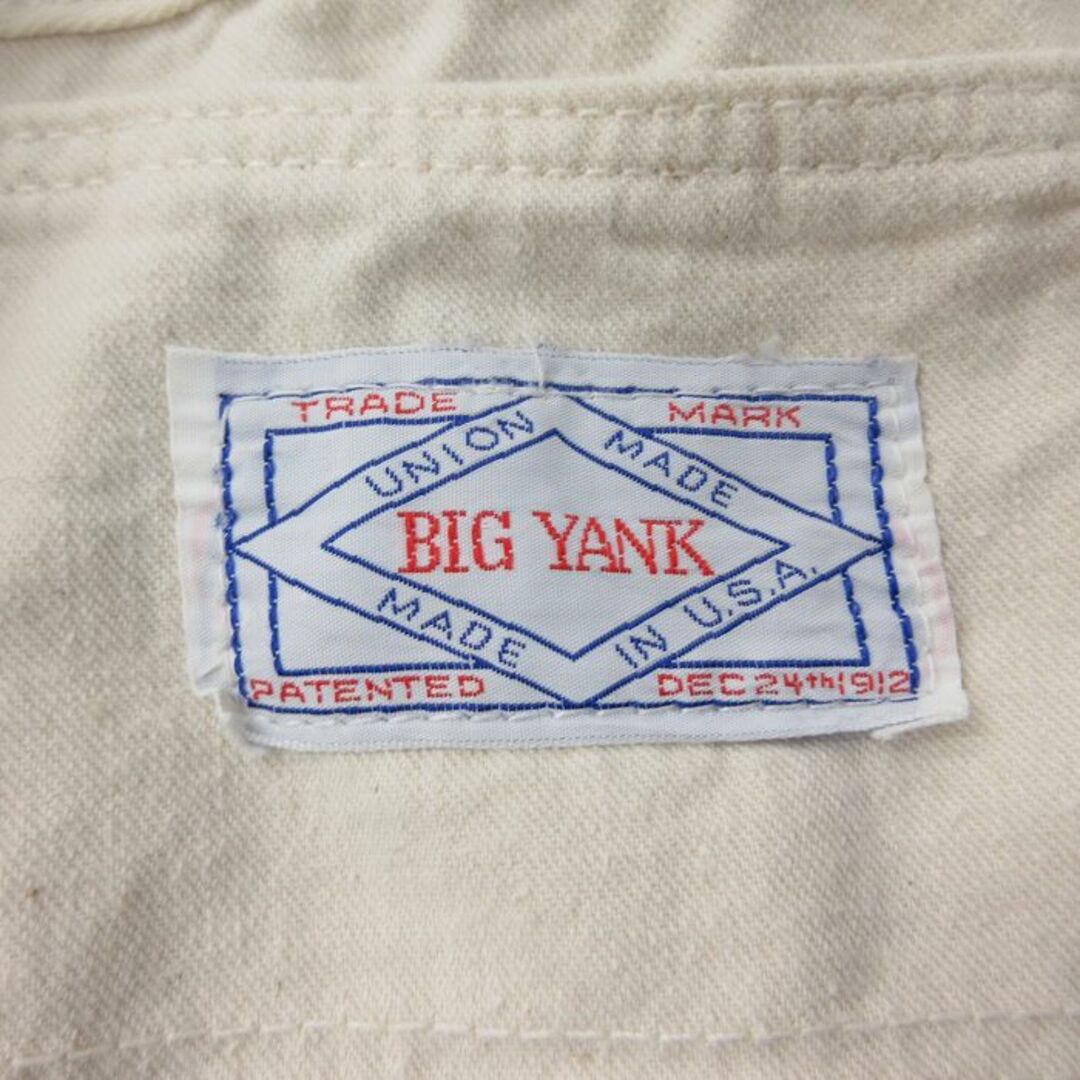 TRADE MARK
UNION MADE
BIG YANK
MADE IN U.S.A.
PATENTED DEC 24th 1912